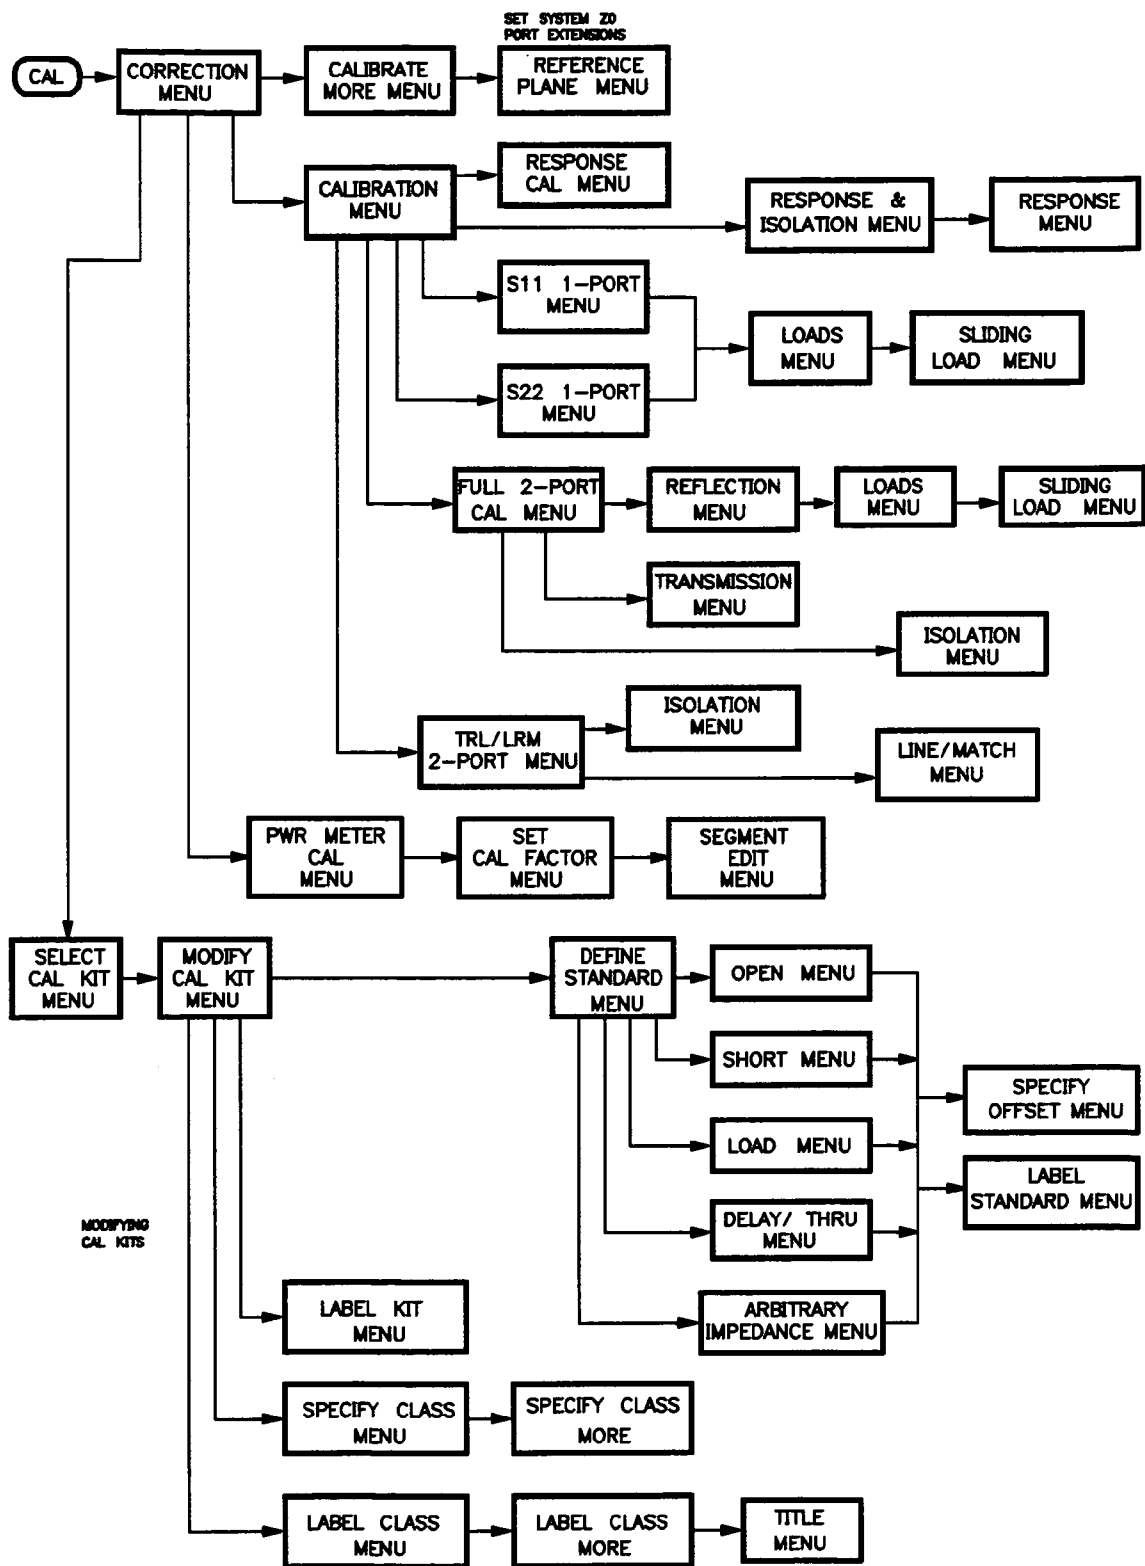 SET SYSTEM Z0
PORT EXTENSIONS
CAL
CORRECTION
MENU
CALIBRATE
MORE MENU
REFERENCE
PLANE MENU
RESPONSE
CAL MENU
CALIBRATION
MENU
RESPONSE &
ISOLATION MENU
RESPONSE
MENU
S11 1-PORT
MENU
LOADS
MENU
SLIDING
LOAD MENU
S22 1-PORT
MENU
FULL 2-PORT
CAL MENU
REFLECTION
MENU
LOADS
MENU
SLIDING
LOAD MENU
TRANSMISSION
MENU
ISOLATION
MENU
ISOLATION
MENU
TRL/LRM
2-PORT MENU
LINE/MATCH
MENU
PWR METER
CAL
MENU
SET
CAL FACTOR
MENU
SEGMENT
EDIT
MENU
SELECT
CAL KIT
MENU
MODIFY
CAL KIT
MENU
DEFINE
STANDARD
MENU
OPEN MENU
SHORT MENU
SPECIFY
OFFSET MENU
LOAD MENU
LABEL
STANDARD MENU
DELAY/ THRU
MENU
MODIFYING
CAL KITS
LABEL KIT
MENU
ARBITRARY
IMPEDANCE MENU
SPECIFY CLASS
MENU
SPECIFY CLASS
MORE
LABEL CLASS
MENU
LABEL CLASS
MORE
TITLE
MENU